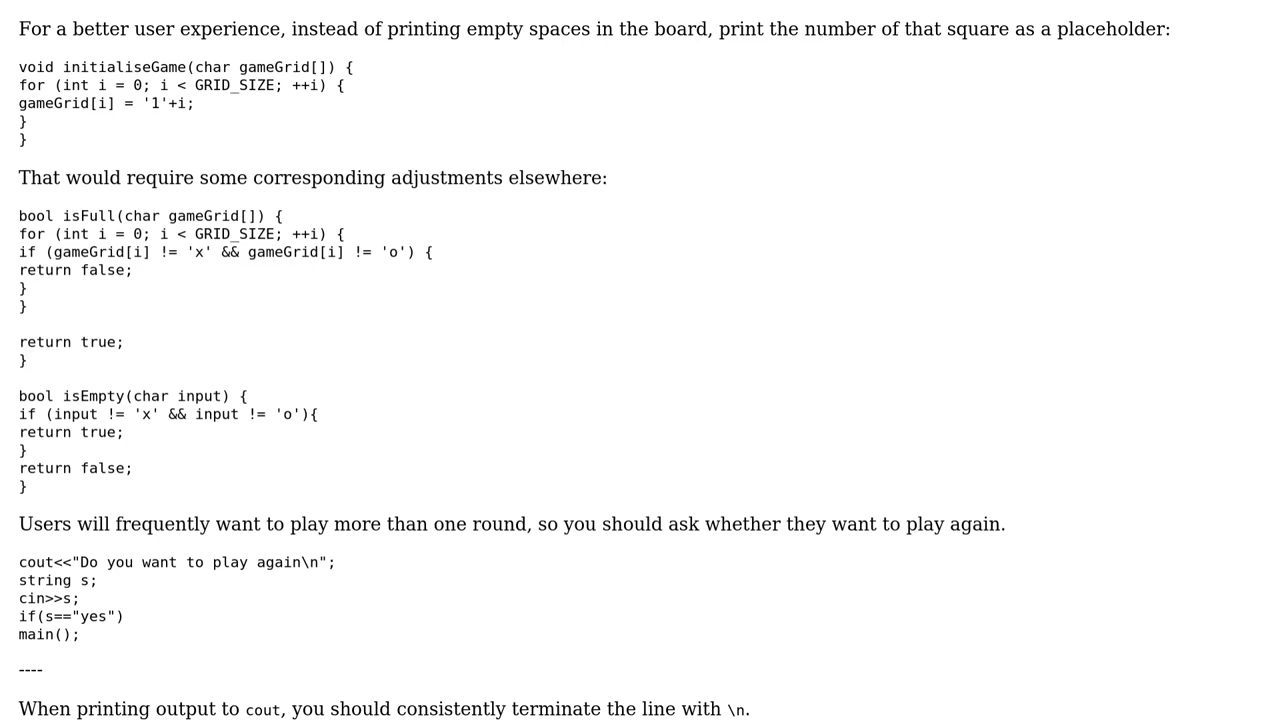 For a better user experience, instead of printing empty spaces in the board, print the number of that square as a placeholder:
void initialiseGame(char gameGrid[]) {
for (int i = 0; i < GRID_SIZE; ++i) {
gameGrid[i] = '1'+i;
}
}
That would require some corresponding adjustments elsewhere:
bool isFull(char gameGrid[]) {
for (int i = 0; i < GRID_SIZE; ++i) {
if (gameGrid[i] != 'x' && gameGrid[i] != 'o') {
return false;
}
}
return true;
}
bool isEmpty(char input) {
if (input != 'x' && input != 'o'){
return true;
}
return false;
}
Users will frequently want to play more than one round, so you should ask whether they want to play again.
cout<<"Do you want to play again\n";
string s;
cin>>s;
if(s=="yes")
main();
----
When printing output to cout, you should consistently terminate the line with \n.